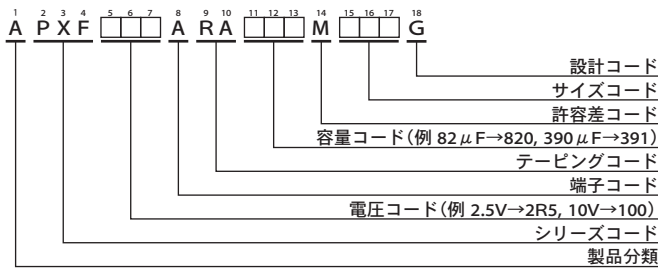 1 2 3 4 5 6 7 8 9 10 11 12 13 14 15 16 17 18
A P X F □□□ A R A □□□ M □□□ G
設計コード
サイズコード
許容差コード
容量コード(例 82μF→820, 390μF→391)
テーピングコード
端子コード
電圧コード(例 2.5V→2R5, 10V→100)
シリーズコード
製品分類